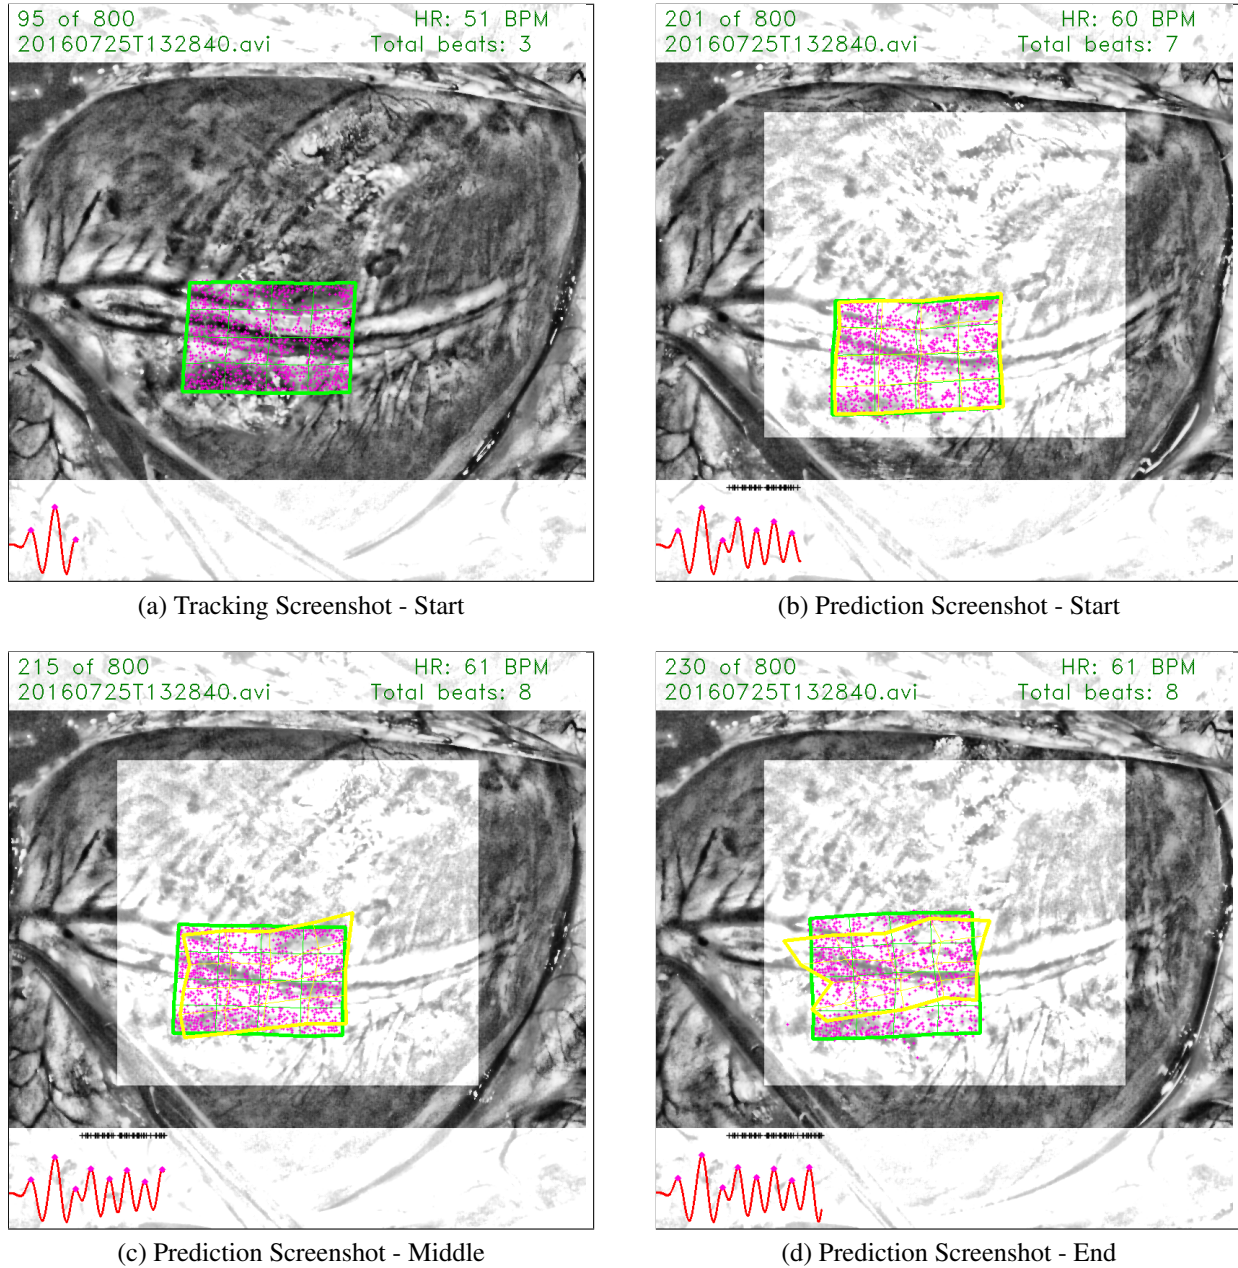 95 of 800 HR: 51 BPM
20160725T132840.avi Total beats: 3
201 of 800 HR: 60 BPM
20160725T132840.avi Total beats: 7
(a) Tracking Screenshot - Start
(b) Prediction Screenshot - Start
215 of 800 HR: 61 BPM
20160725T132840.avi Total beats: 8
230 of 800 HR: 61 BPM
20160725T132840.avi Total beats: 8
(c) Prediction Screenshot - Middle
(d) Prediction Screenshot - End